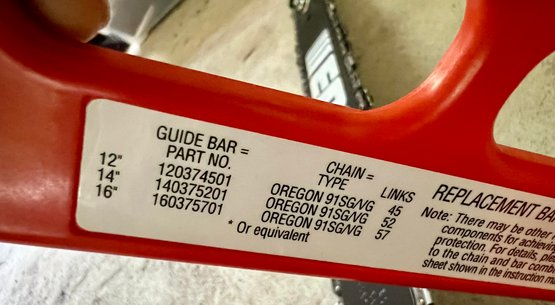 GUIDE BAR = CHAIN = LINKS
PART NO. TYPE
12" 120374501 OREGON 91SG/VG 45
14" 140375201 OREGON 91SG/VG 52
16" 160375701 OREGON 91SG/VG 57
* Or equivalent
REPLACEMENT BA
Note: There may be other
components for achiev
protection. For details, ple
to the chain and bar com
sheet shown in the instruction m